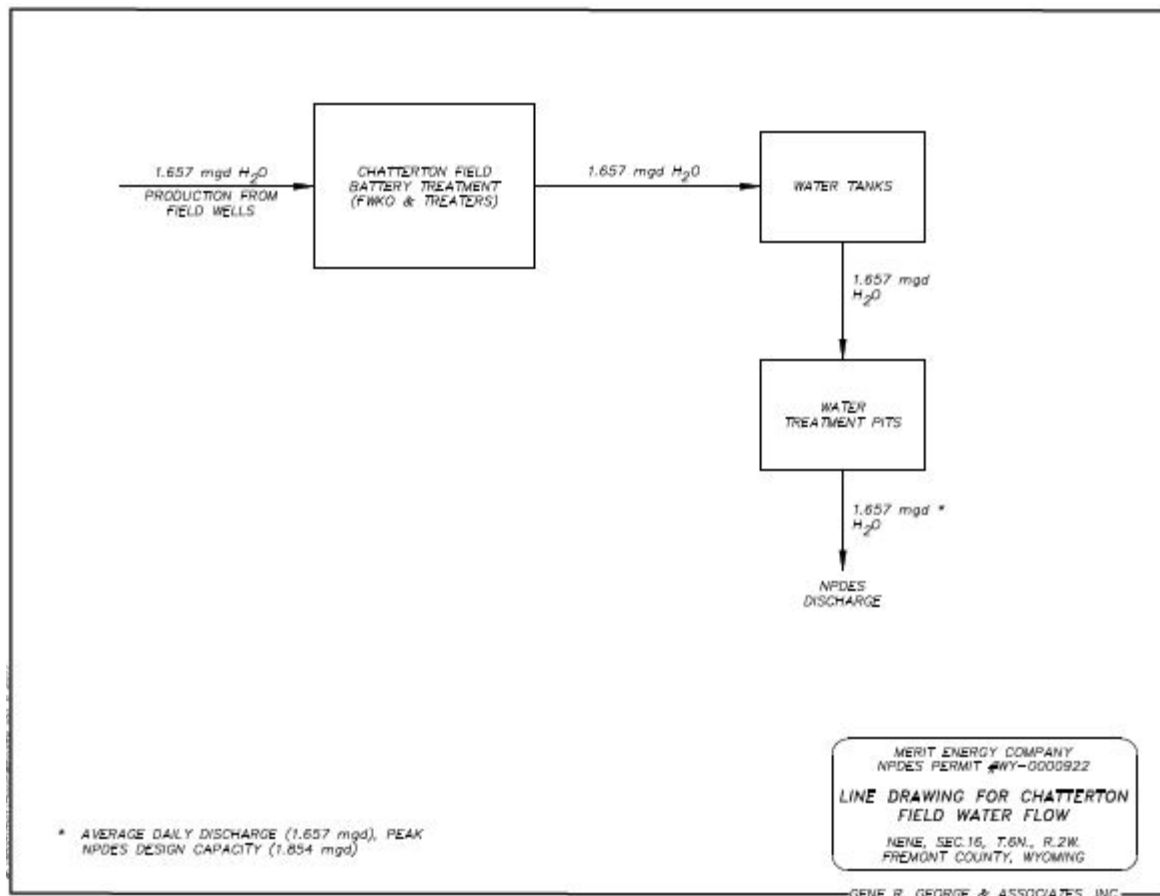 1.657 mgd H₂O
PRODUCTION FROM
FIELD WELLS
CHATTERTON FIELD
BATTERY TREATMENT
(FWKO & TREATERS)
1.657 mgd H₂O
WATER TANKS
1.657 mgd
H₂O
WATER
TREATMENT PITS
1.657 mgd *
H₂O
NPDES
DISCHARGE
* AVERAGE DAILY DISCHARGE (1.657 mgd), PEAK
NPDES DESIGN CAPACITY (1.854 mgd)
MERIT ENERGY COMPANY
NPDES PERMIT #WY-0000922
LINE DRAWING FOR CHATTERTON
FIELD WATER FLOW
NENE, SEC.16, T.6N., R.2W.
FREMONT COUNTY, WYOMING
GENE R. GEORGE & ASSOCIATES, INC.